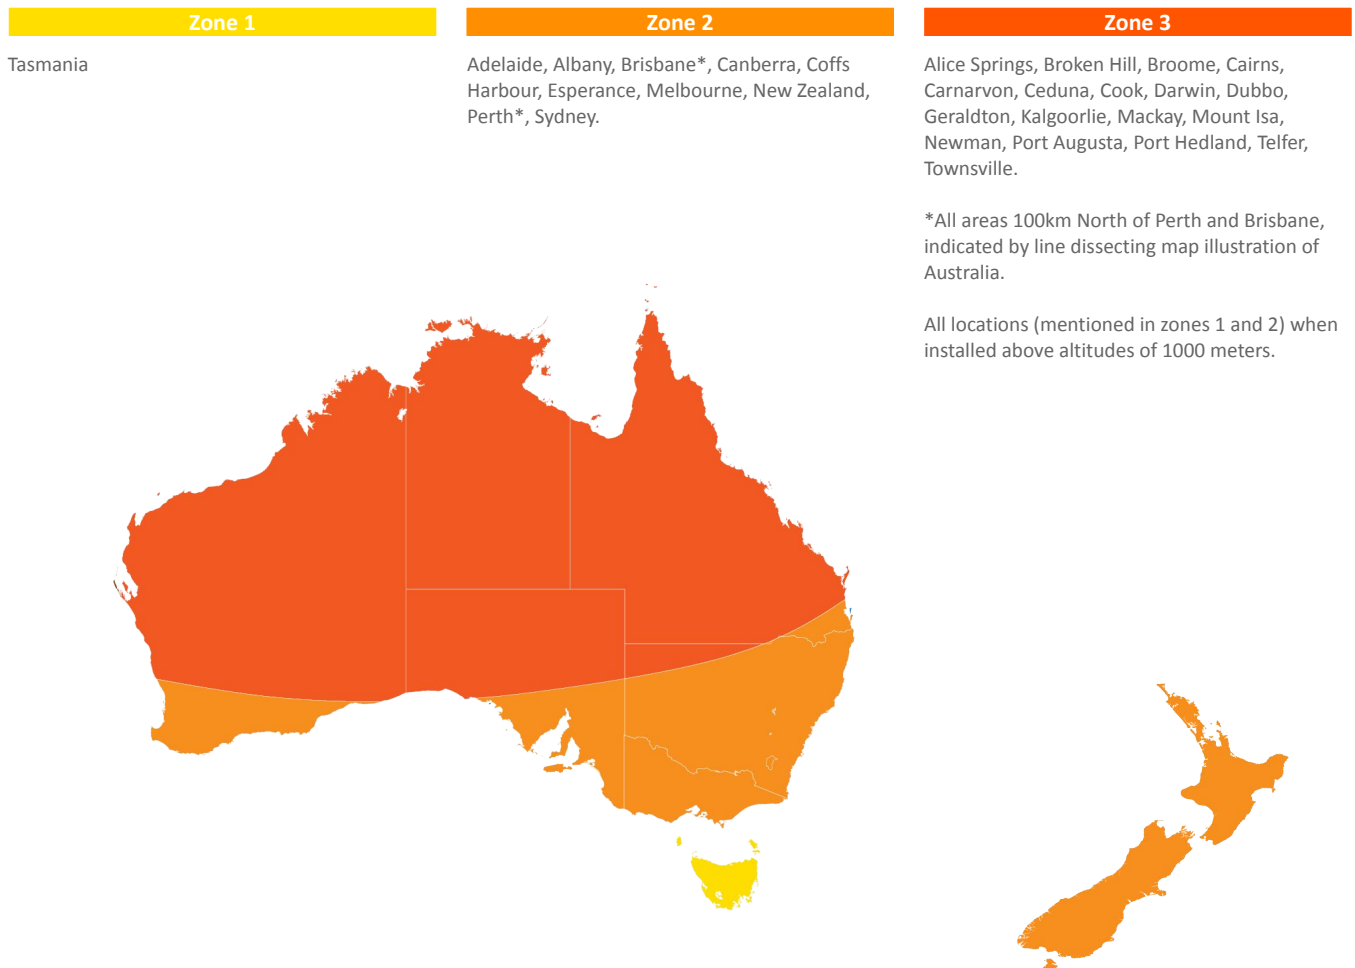 Zone 1
Tasmania
Zone 2
Adelaide, Albany, Brisbane*, Canberra, Coffs
Harbour, Esperance, Melbourne, New Zealand,
Perth*, Sydney.
Zone 3
Alice Springs, Broken Hill, Broome, Cairns,
Carnarvon, Ceduna, Cook, Darwin, Dubbo,
Geraldton, Kalgoorlie, Mackay, Mount Isa,
Newman, Port Augusta, Port Hedland, Telfer,
Townsville.
*All areas 100km North of Perth and Brisbane,
indicated by line dissecting map illustration of
Australia.
All locations (mentioned in zones 1 and 2) when
installed above altitudes of 1000 meters.